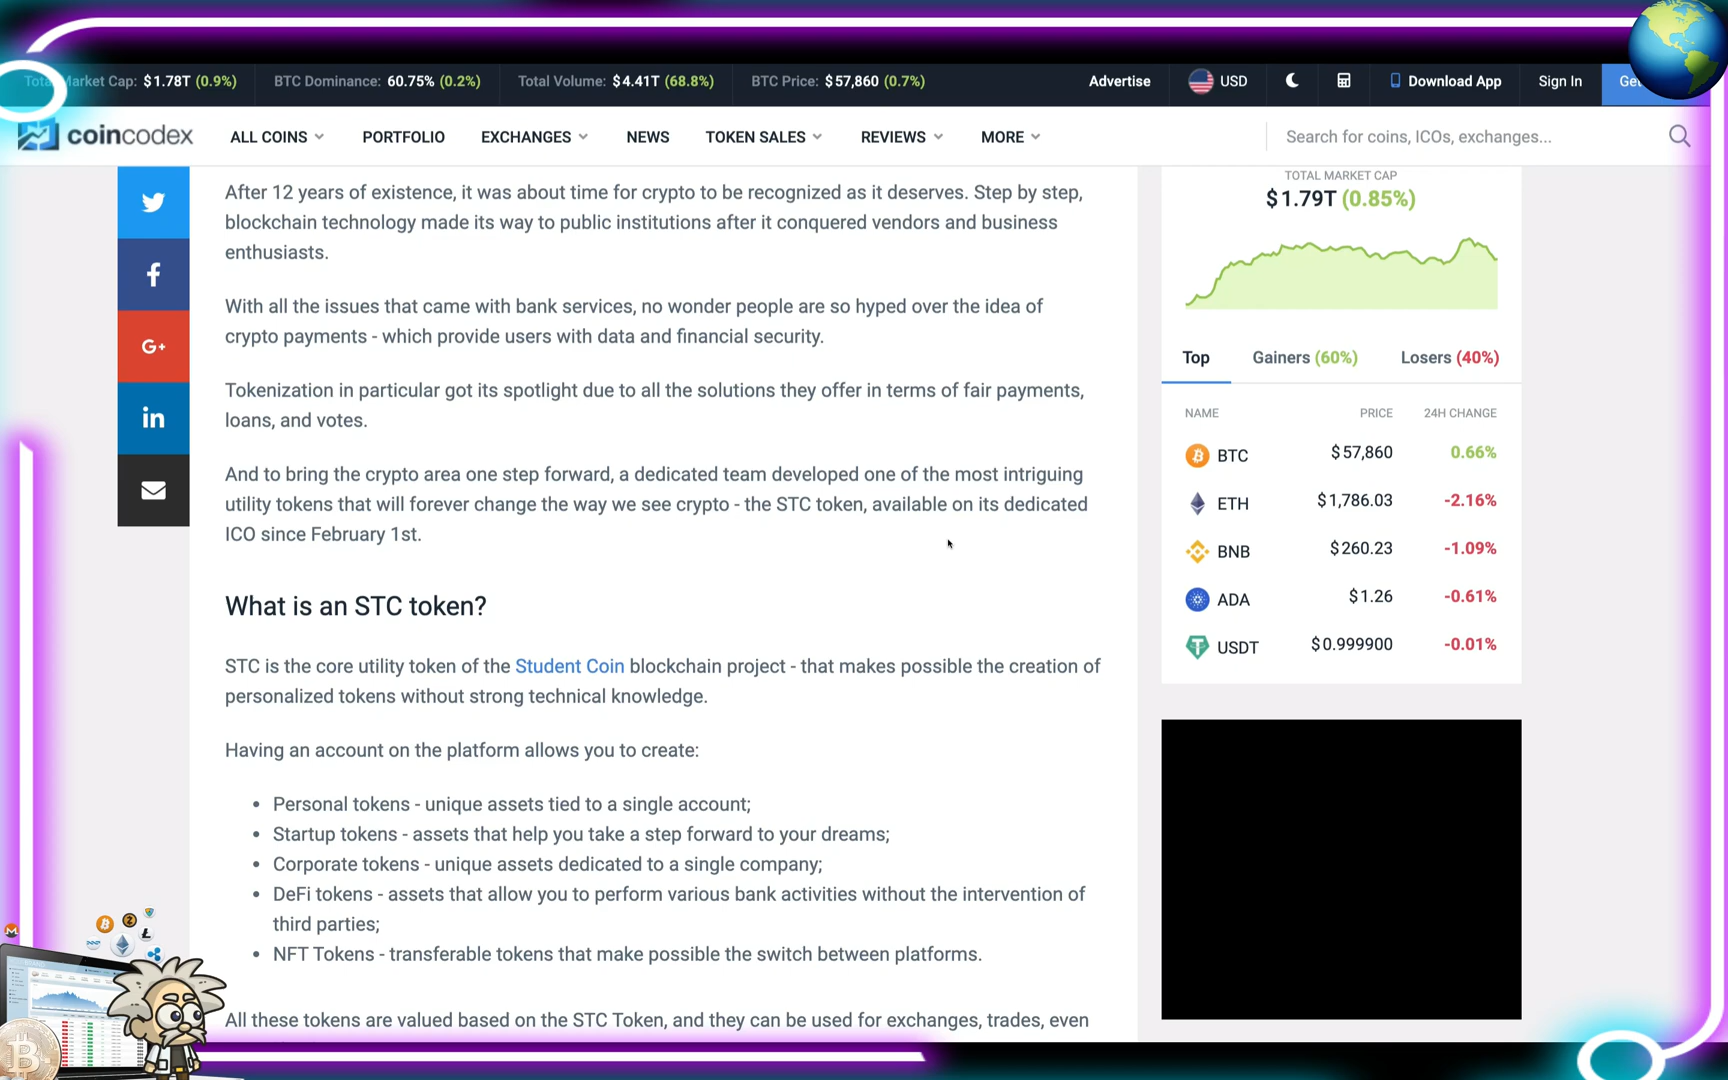 Total Market Cap: $1.78T (0.9%) BTC Dominance: 60.75% (0.2%) Total Volume: $4.41T (68.8%) BTC Price: $57,860 (0.7%) Advertise USD Download App Sign In Get
coincodex ALL COINS PORTFOLIO EXCHANGES NEWS TOKEN SALES REVIEWS MORE Search for coins, ICOs, exchanges...
After 12 years of existence, it was about time for crypto to be recognized as it deserves. Step by step,
blockchain technology made its way to public institutions after it conquered vendors and business
enthusiasts.
With all the issues that came with bank services, no wonder people are so hyped over the idea of
crypto payments - which provide users with data and financial security.
Tokenization in particular got its spotlight due to all the solutions they offer in terms of fair payments,
loans, and votes.
And to bring the crypto area one step forward, a dedicated team developed one of the most intriguing
utility tokens that will forever change the way we see crypto - the STC token, available on its dedicated
ICO since February 1st.
What is an STC token?
STC is the core utility token of the Student Coin blockchain project - that makes possible the creation of
personalized tokens without strong technical knowledge.
Having an account on the platform allows you to create:
• Personal tokens - unique assets tied to a single account;
• Startup tokens - assets that help you take a step forward to your dreams;
• Corporate tokens - unique assets dedicated to a single company;
• DeFi tokens - assets that allow you to perform various bank activities without the intervention of
third parties;
• NFT Tokens - transferable tokens that make possible the switch between platforms.
All these tokens are valued based on the STC Token, and they can be used for exchanges, trades, even
TOTAL MARKET CAP
$1.79T (0.85%)
Top Gainers (60%) Losers (40%)
NAME PRICE 24H CHANGE
BTC $57,860 0.66%
ETH $1,786.03 -2.16%
BNB $260.23 -1.09%
ADA $1.26 -0.61%
USDT $0.999900 -0.01%